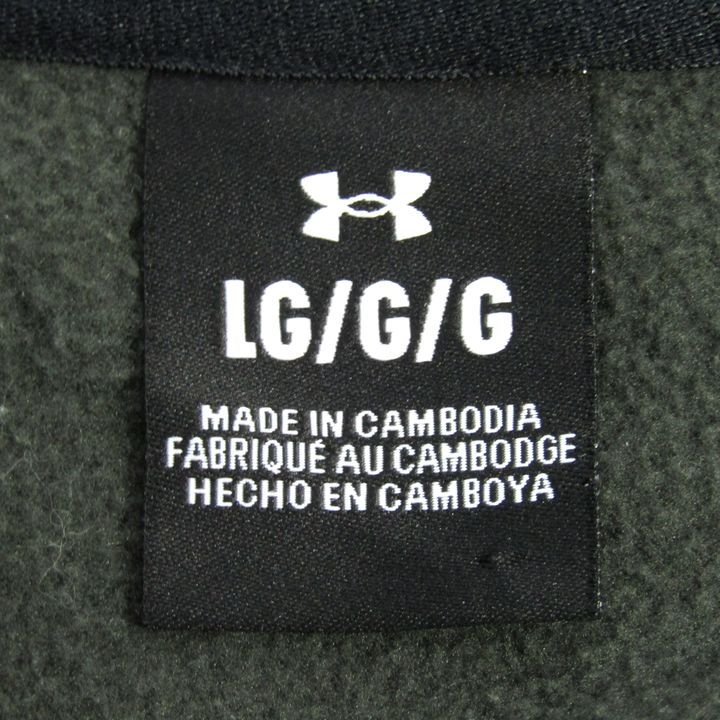 LG/G/G
MADE IN CAMBODIA
FABRIQUÉ AU CAMBODGE
HECHO EN CAMBOYA